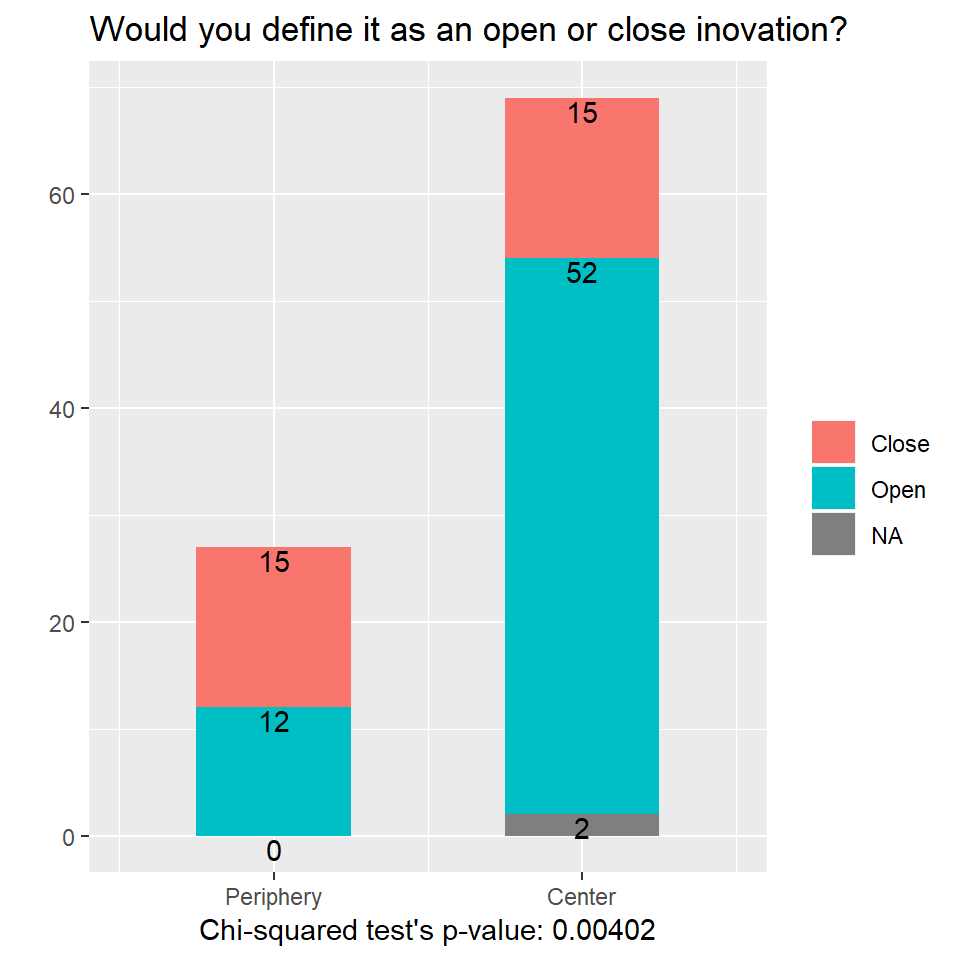 Would you define it as an open or close inovation?
60
40
20
0
15
12
0
15
52
2
Close
Open
NA
Periphery
Center
Chi-squared test's p-value: 0.00402